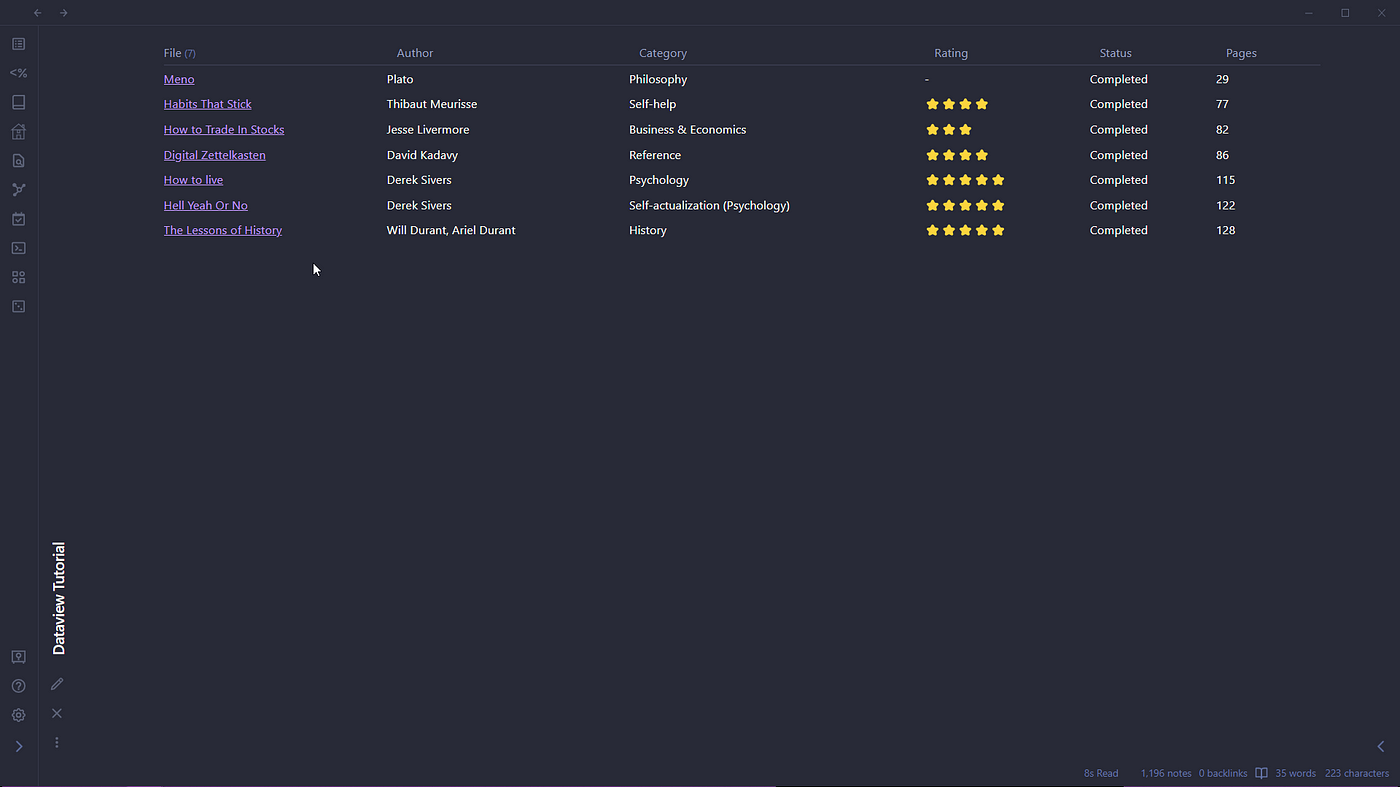 File (7) Author Category Rating Status Pages
Meno Plato Philosophy - Completed 29
Habits That Stick Thibaut Meurisse Self-help Completed 77
How to Trade In Stocks Jesse Livermore Business & Economics Completed 82
Digital Zettelkasten David Kadavy Reference Completed 86
How to live Derek Sivers Psychology Completed 115
Hell Yeah Or No Derek Sivers Self-actualization (Psychology) Completed 122
The Lessons of History Will Durant, Ariel Durant History Completed 128
Dataview Tutorial
8s Read 1,196 notes 0 backlinks 35 words 223 characters